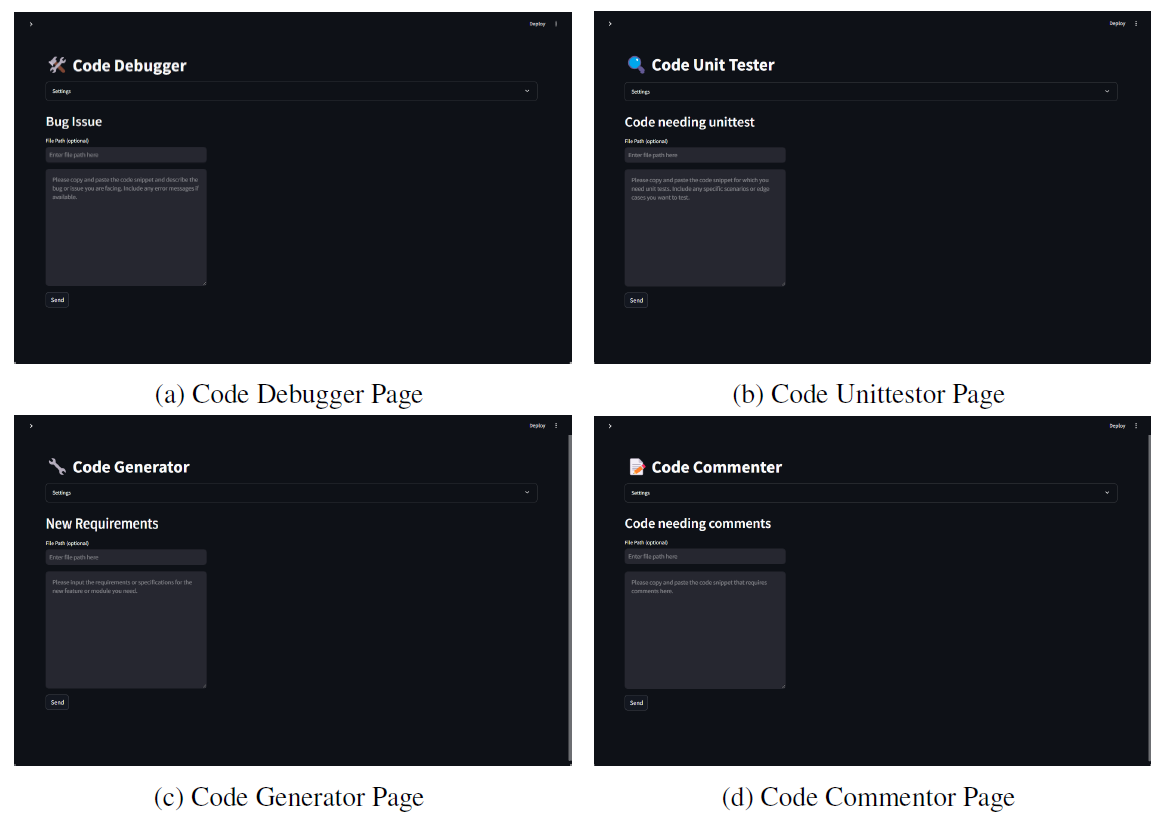 Deploy
Code Debugger
Settings
Bug Issue
File Path (optional)
Enter file path here
Please copy and paste the code snippet and describe the
bug or issue you are facing. Include any error messages if
available.
Send
(a) Code Debugger Page
Deploy
Code Unit Tester
Settings
Code needing unittest
File Path (optional)
Enter file path here
Please copy and paste the code snippet for which you
need unit tests. Include any specific scenarios or edge
cases you want to test.
Send
(b) Code Unittestor Page
Deploy
Code Generator
Settings
New Requirements
File Path (optional)
Enter file path here
Please input the requirements or specifications for the
new feature or module you need.
Send
(c) Code Generator Page
Deploy
Code Commenter
Settings
Code needing comments
File Path (optional)
Enter file path here
Please copy and paste the code snippet that requires
comments here.
Send
(d) Code Commentor Page